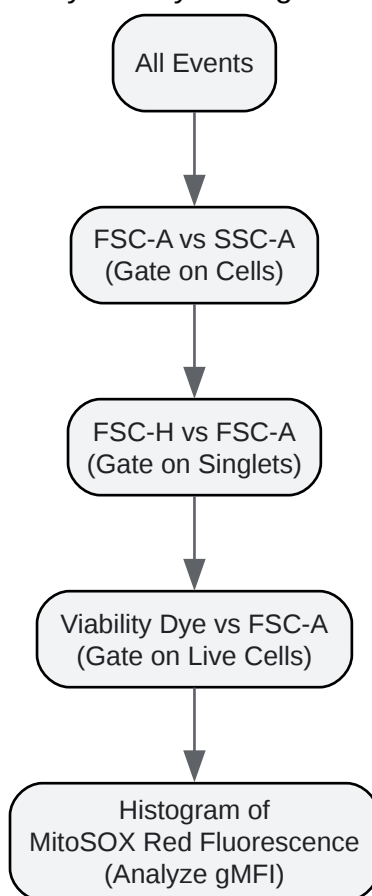 All Events
FSC-A vs SSC-A
(Gate on Cells)
FSC-H vs FSC-A
(Gate on Singlets)
Viability Dye vs FSC-A
(Gate on Live Cells)
Histogram of
MitoSOX Red Fluorescence
(Analyze gMFI)